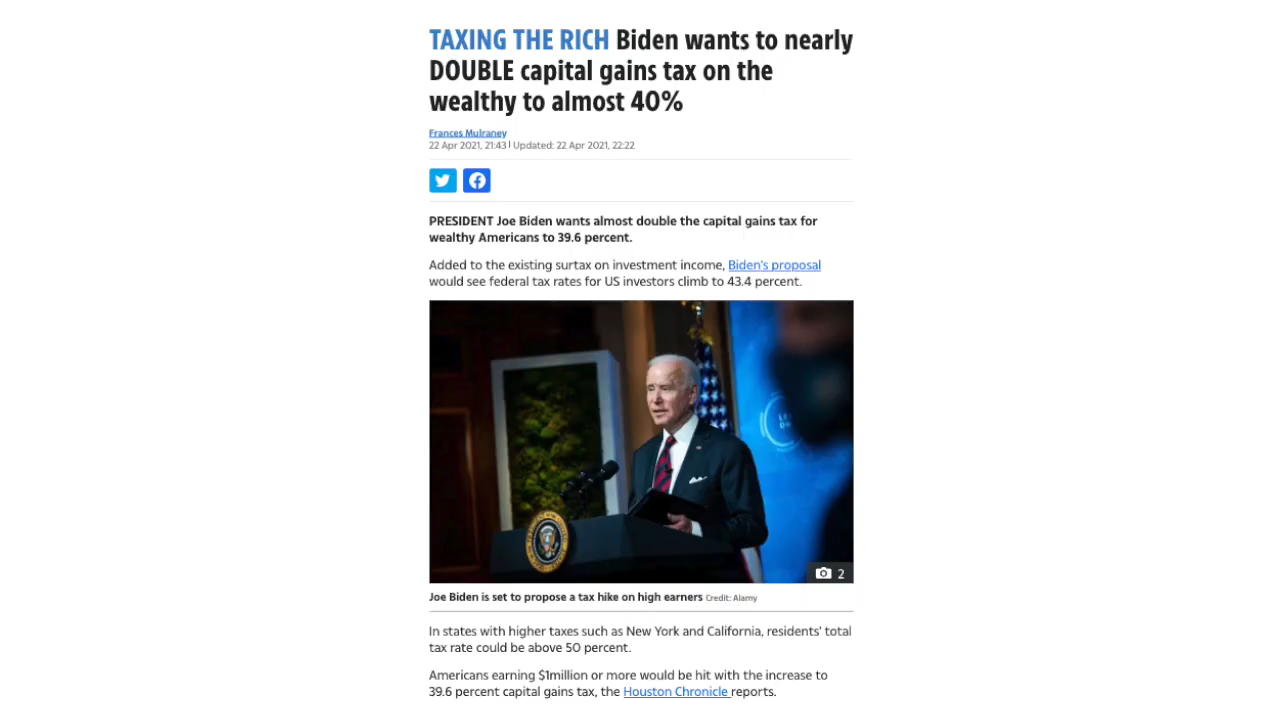 TAXING THE RICH Biden wants to nearly
DOUBLE capital gains tax on the
wealthy to almost 40%
Frances Mulraney
22 Apr 2021, 21:43 | Updated: 22 Apr 2021, 22:22
PRESIDENT Joe Biden wants almost double the capital gains tax for
wealthy Americans to 39.6 percent.
Added to the existing surtax on investment income, Biden's proposal
would see federal tax rates for US investors climb to 43.4 percent.
2
Joe Biden is set to propose a tax hike on high earners Credit: Alamy
In states with higher taxes such as New York and California, residents' total
tax rate could be above 50 percent.
Americans earning $1million or more would be hit with the increase to
39.6 percent capital gains tax, the Houston Chronicle reports.